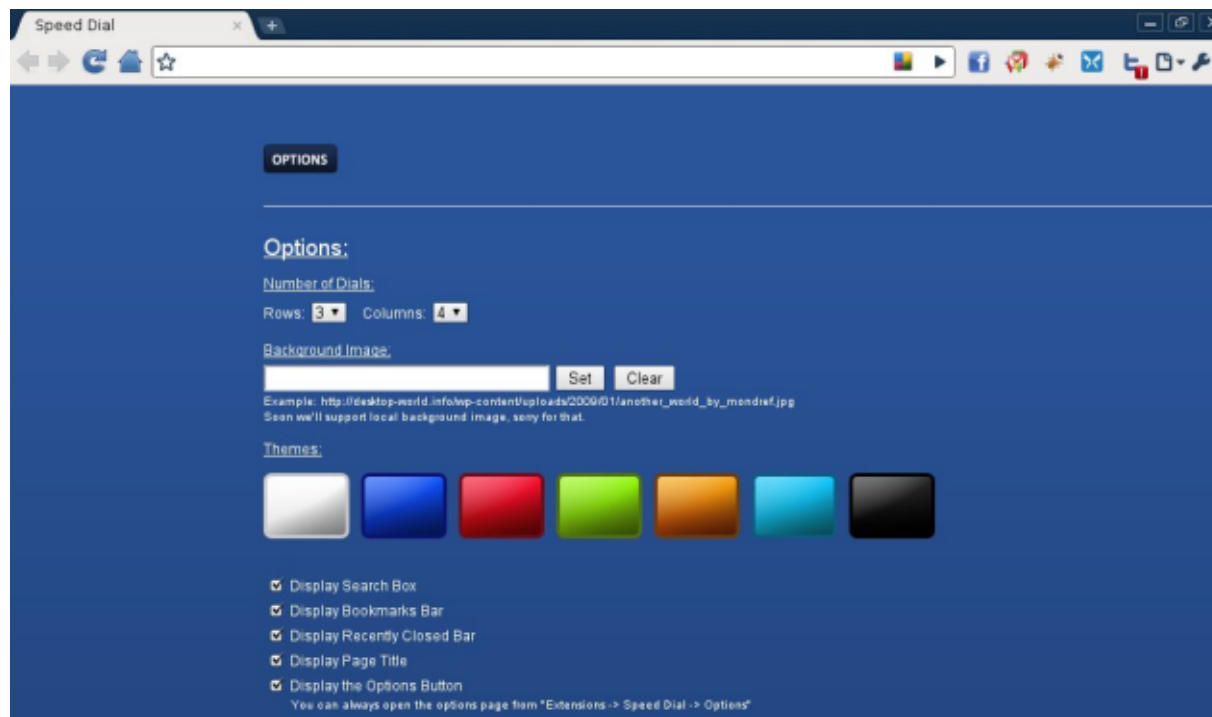 Speed Dial
OPTIONS
Options:
Number of Dials:
Rows: 3 Columns: 4
Background Image:
Set Clear
Example: http://desktop-world.info/wp-content/uploads/2009/01/another_world_by_mondref.jpg
Soon we'll support local background image, sorry for that.
Themes:
Display Search Box
Display Bookmarks Bar
Display Recently Closed Bar
Display Page Title
Display the Options Button
You can always open the options page from "Extensions -> Speed Dial -> Options"